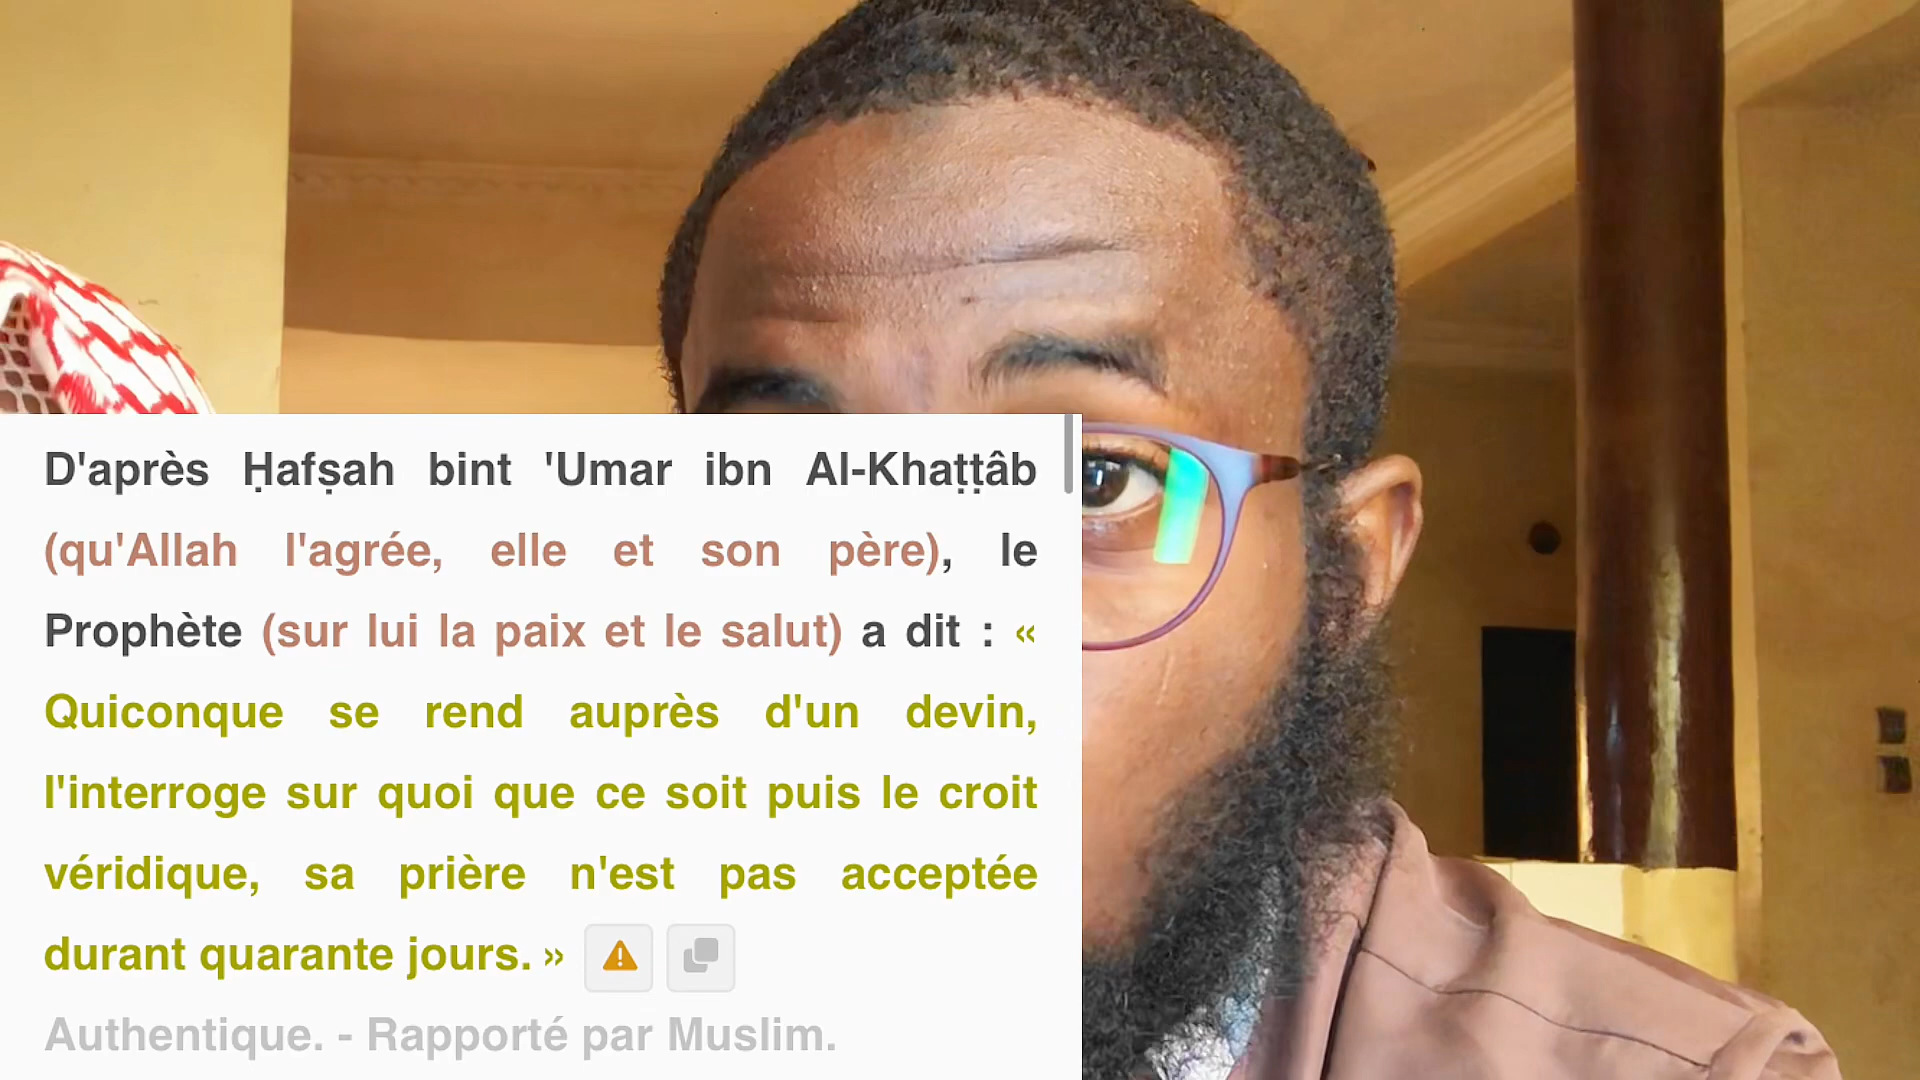 D'après Ḥafṣah bint 'Umar ibn Al-Khaṭṭâb
(qu'Allah l'agrée, elle et son père), le
Prophète (sur lui la paix et le salut) a dit : «
Quiconque se rend auprès d'un devin,
l'interroge sur quoi que ce soit puis le croit
véridique, sa prière n'est pas acceptée
durant quarante jours. »
Authentique. - Rapporté par Muslim.